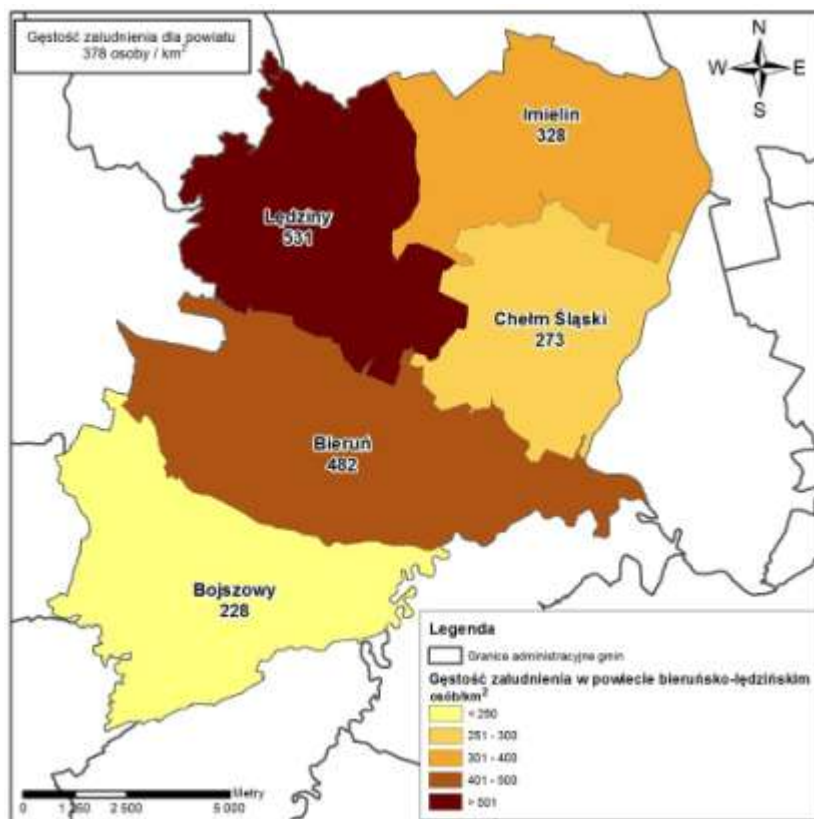 Gęstość zaludnienia dla powiatu
378 osoby / km²
N
W E
S
Imielin
328
Lędziny
531
Chełm Śląski
273
Bieruń
482
Bojszowy
228
Legenda
Granice administracyjne gmin
Gęstość zaludnienia w powiecie bieruńsko-lędzińskim
osób/km²
< 250
251 - 300
301 - 400
401 - 500
> 501
Metry
0 1 250 2 500 5 000